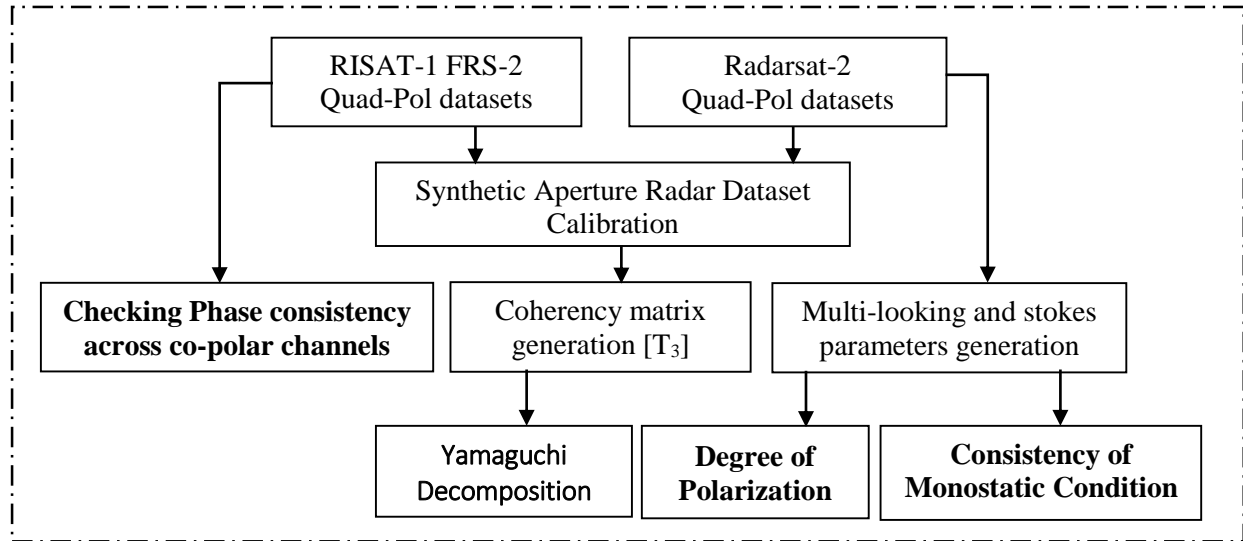 RISAT-1 FRS-2
Quad-Pol datasets
Radarsat-2
Quad-Pol datasets
Synthetic Aperture Radar Dataset
Calibration
Checking Phase consistency
across co-polar channels
Coherency matrix
generation [T₃]
Multi-looking and stokes
parameters generation
Yamaguchi
Decomposition
Degree of
Polarization
Consistency of
Monostatic Condition